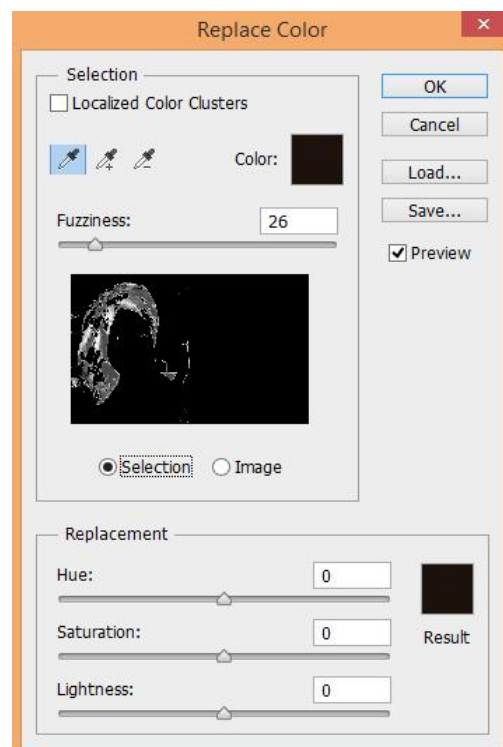 Replace Color
Selection
Localized Color Clusters
Color:
Fuzziness: 26
Selection Image
OK
Cancel
Load...
Save...
Preview
Replacement
Hue: 0
Saturation: 0
Result
Lightness: 0